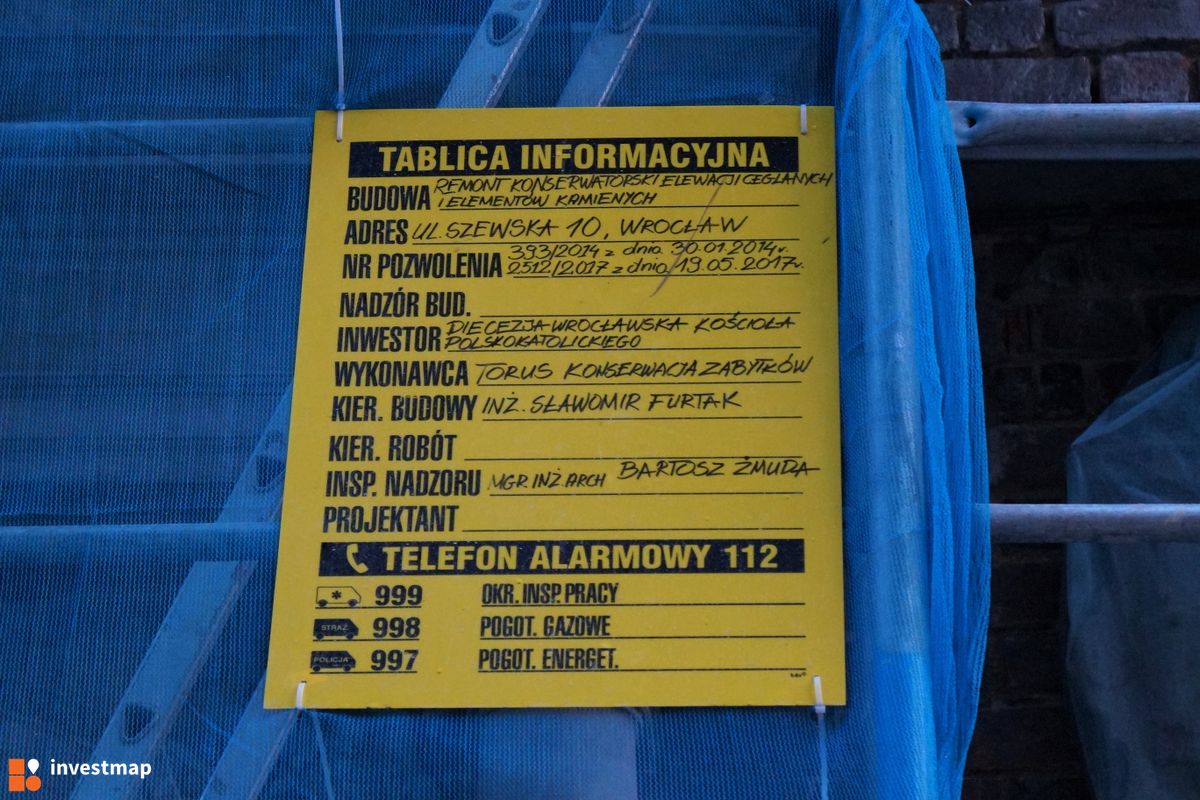 TABLICA INFORMACYJNA
BUDOWA REMONT KONSERWATORSKI ELEWACJI CEGLANYCH
I ELEMENTÓW KAMIENYCH
ADRES UL. SZEWSKA 10, WROCŁAW
NR POZWOLENIA 393/2014 z dnia 30.01.2014r.
2512/2017 z dnia 19.05.2017r.
NADZÓR BUD.
INWESTOR DIECEZJA WROCŁAWSKA KOŚCIOŁA
POLSKOKATOLICKIEGO
WYKONAWCA TORUS KONSERWACJA ZABYTKÓW
KIER. BUDOWY INŻ. SŁAWOMIR FURTAK
KIER. ROBÓT
INSP. NADZORU MGR. INŻ. ARCH BARTOSZ ŻMUDA
PROJEKTANT
TELEFON ALARMOWY 112
999 OKR. INSP. PRACY
STRAŻ 998 POGOT. GAZOWE
POLICJA 997 POGOT. ENERGET.
investmap